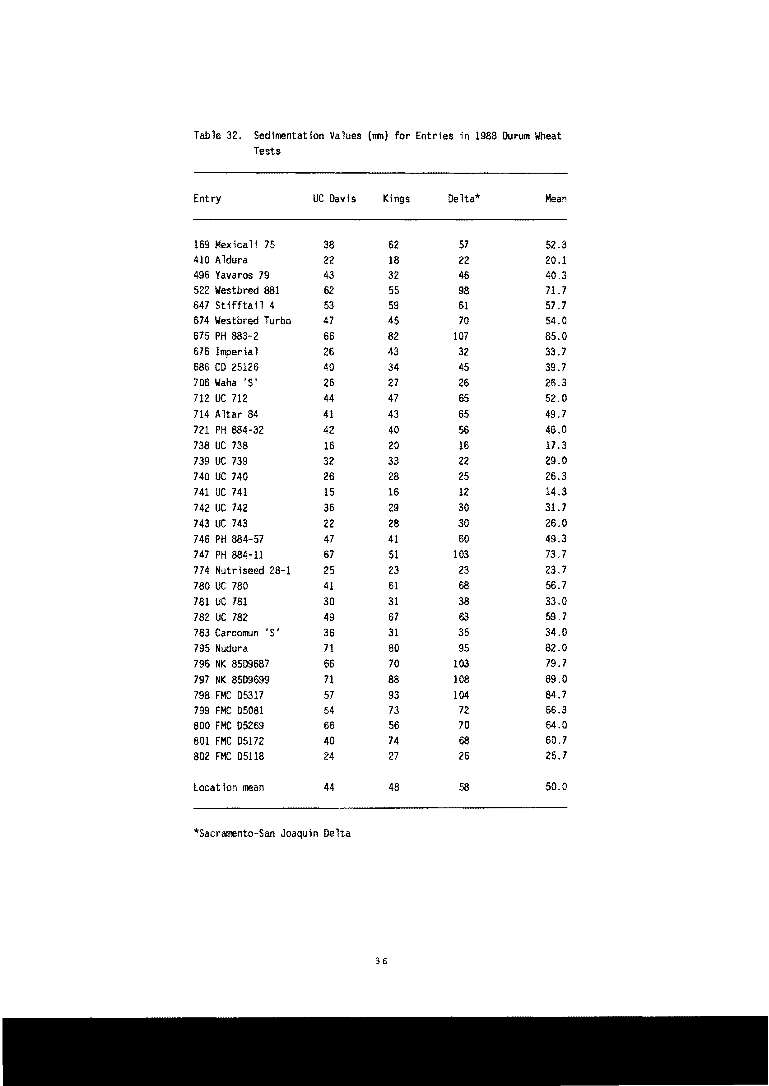 Table 32. Sedimentation Values (mm) for Entries in 1988 Durum Wheat
Tests
Entry UC Davis Kings Delta* Mean
169 Mexicali 75 38 62 57 52.3
410 Aldura 22 18 22 20.1
496 Yavaros 79 43 32 46 40.3
522 Westbred 881 62 55 98 71.7
647 Stifftail 4 53 59 61 57.7
674 Westbred Turbo 47 45 70 54.0
675 PH 883-2 66 82 107 85.0
676 Imperial 26 43 32 33.7
686 CD 25126 40 34 45 39.7
706 Waha 'S' 26 27 26 26.3
712 UC 712 44 47 65 52.0
714 Altar 84 41 43 65 49.7
721 PH 884-32 42 40 56 46.0
738 UC 738 16 20 16 17.3
739 UC 739 32 33 22 29.0
740 UC 740 26 28 25 26.3
741 UC 741 15 16 12 14.3
742 UC 742 36 29 30 31.7
743 UC 743 22 28 30 26.0
746 PH 884-57 47 41 60 49.3
747 PH 884-11 67 51 103 73.7
774 Nutriseed 28-1 25 23 23 23.7
780 UC 780 41 61 68 56.7
781 UC 781 30 31 38 33.0
782 UC 782 49 67 63 59.7
783 Carcomun 'S' 36 31 35 34.0
795 Nudura 71 80 95 82.0
796 NK 85D9687 66 70 103 79.7
797 NK 85D9699 71 88 108 89.0
798 FMC D5317 57 93 104 84.7
799 FMC D5081 54 73 72 66.3
800 FMC D5269 66 56 70 64.0
801 FMC D5172 40 74 68 60.7
802 FMC D5118 24 27 26 25.7
Location mean 44 48 58 50.0
*Sacramento-San Joaquin Delta
36